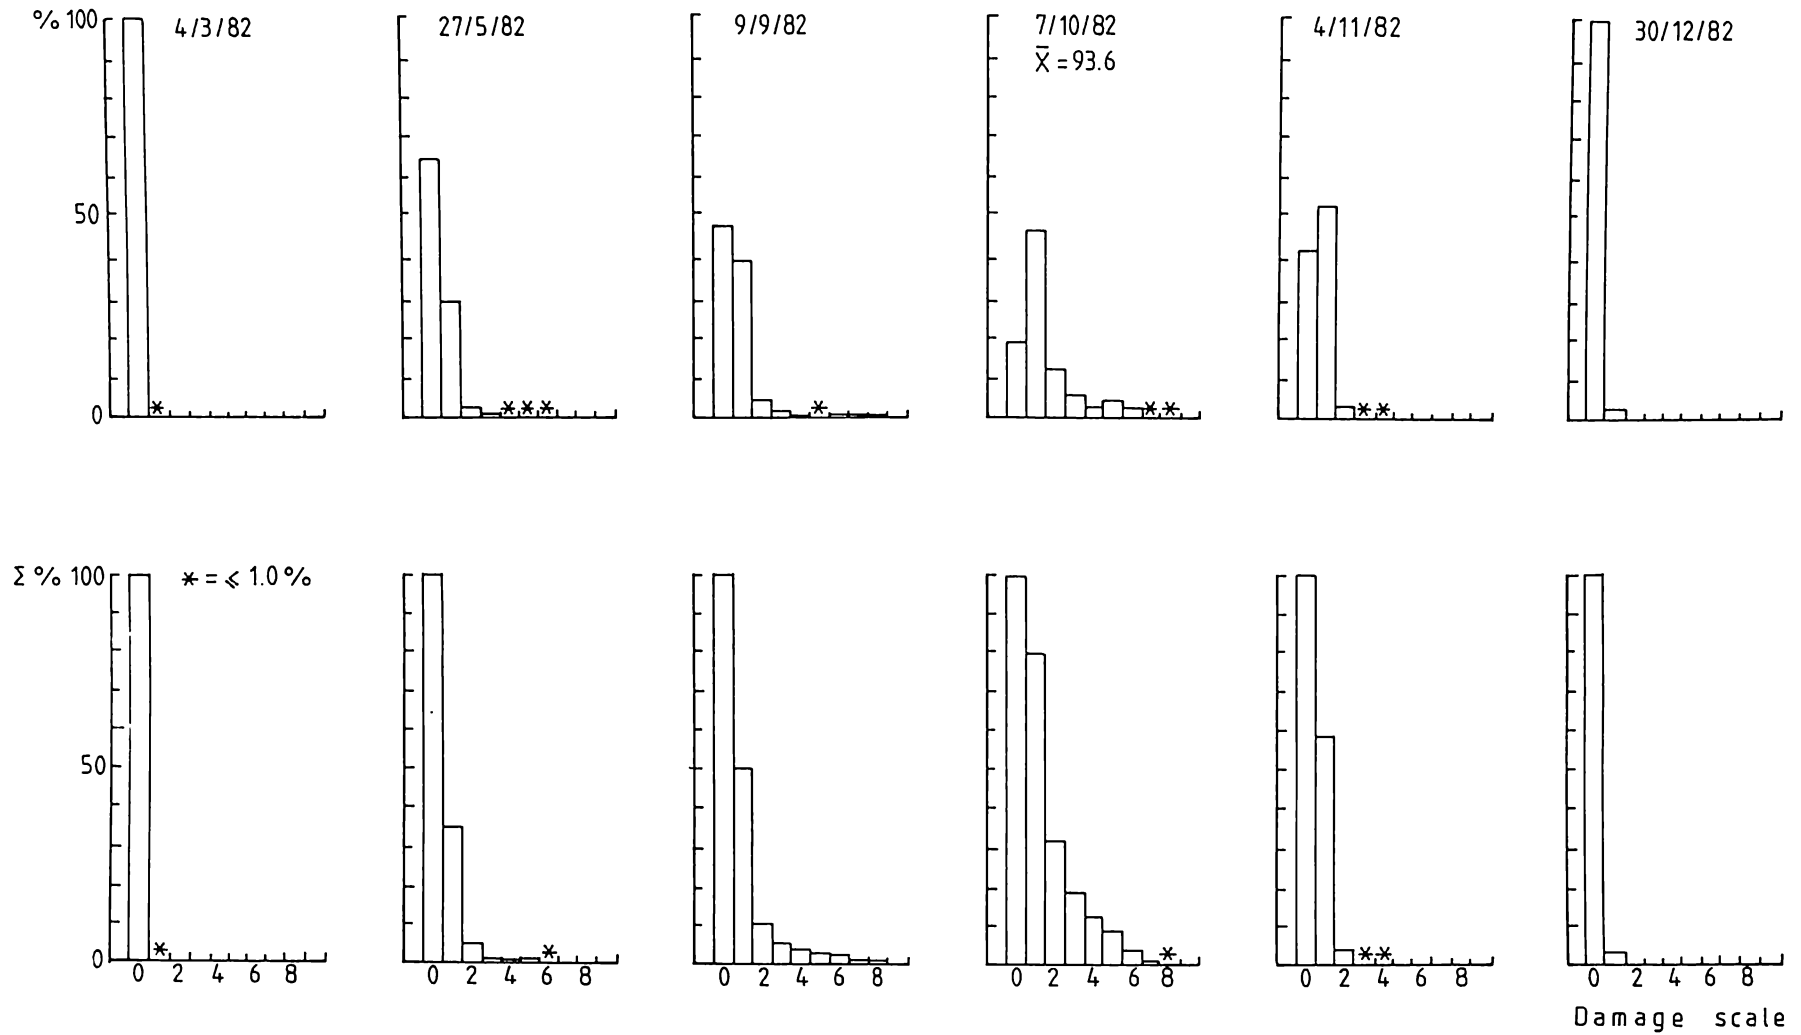 % 100 4/3/82 27/5/82 9/9/82 7/10/82 4/11/82 30/12/82
X̄ = 93.6
50
0 * * * * * * * * *
Σ % 100 * = ⩽ 1.0 %
50
0 * * * * *
0 2 4 6 8 0 2 4 6 8 0 2 4 6 8 0 2 4 6 8 0 2 4 6 8 0 2 4 6 8
Damage scale